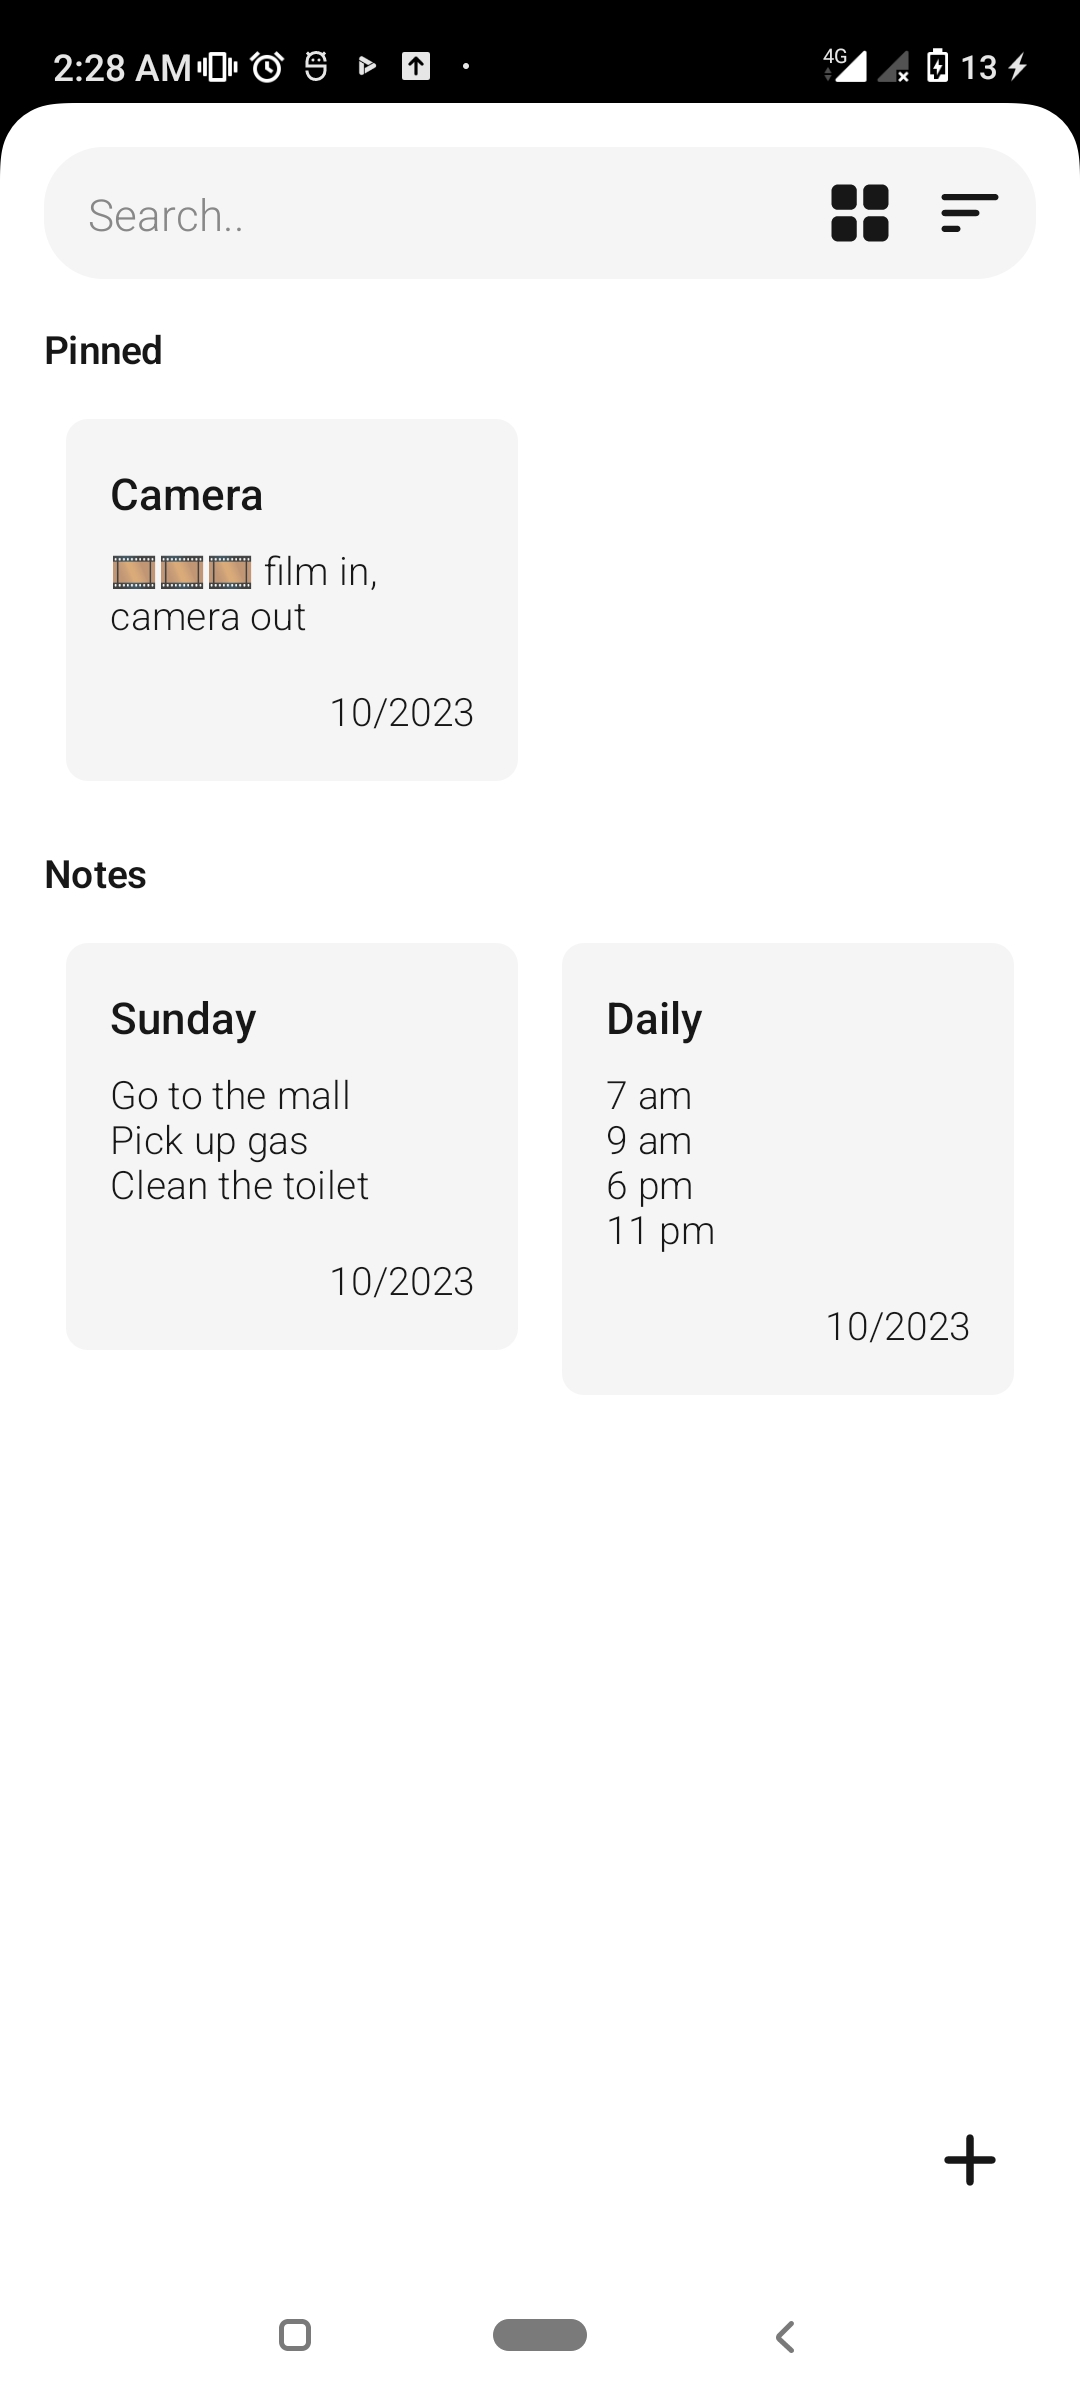 2:28 AM
4G
13
Search..
Pinned
Camera
🎞🎞🎞 film in,
camera out
10/2023
Notes
Sunday
Go to the mall
Pick up gas
Clean the toilet
10/2023
Daily
7 am
9 am
6 pm
11 pm
10/2023